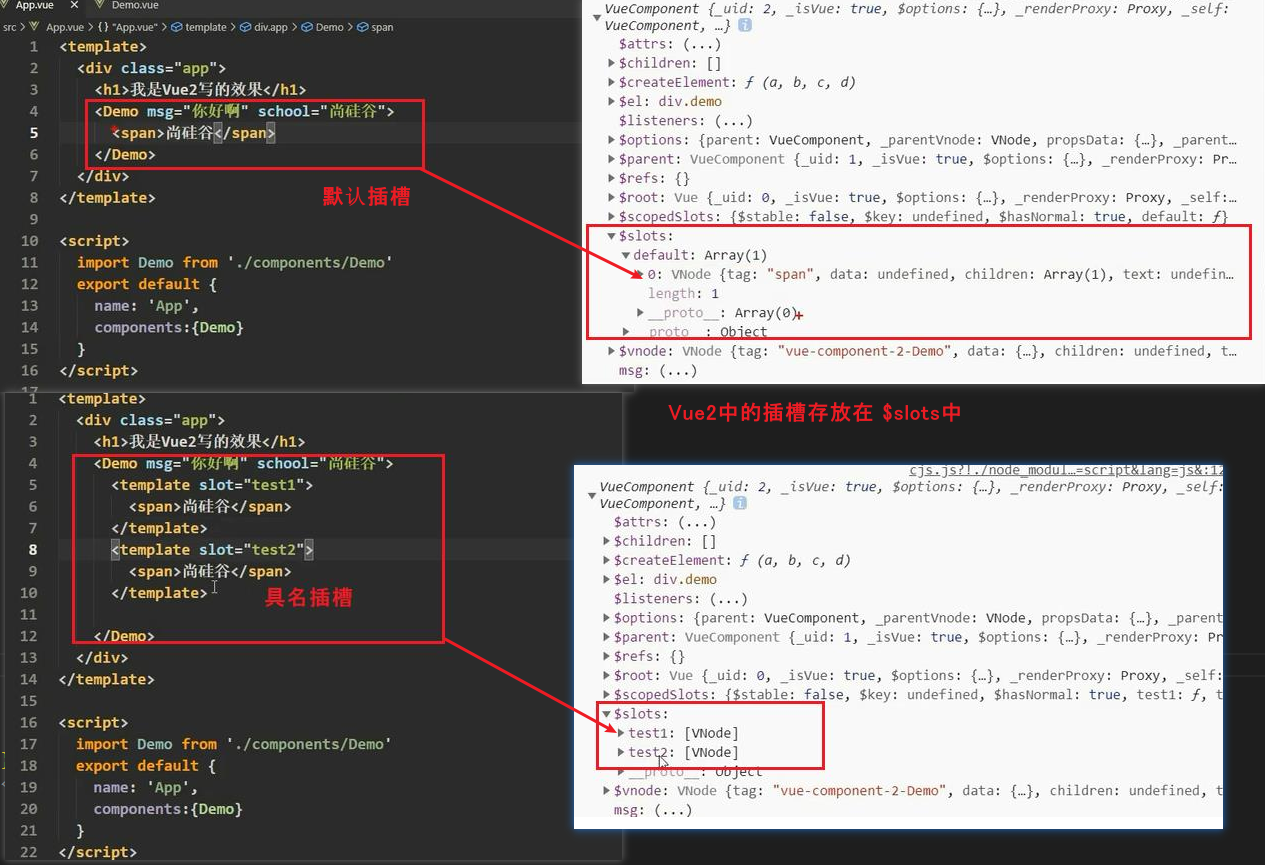 App.vue × Demo.vue
src > App.vue > {} "App.vue" > template > div.app > Demo > span
1 <template>
2 <div class="app">
3 <h1>我是Vue2写的效果</h1>
4 <Demo msg="你好啊" school="尚硅谷">
5 <span>尚硅谷</span>
6 </Demo>
7 </div>
8 </template>
9
10 <script>
11 import Demo from './components/Demo'
12 export default {
13 name: 'App',
14 components:{Demo}
15 }
16 </script>
17
默认插槽
VueComponent {_uid: 2, _isVue: true, $options: {…}, _renderProxy: Proxy, _self:
VueComponent, …}
$attrs: (...)
$children: []
$createElement: ƒ (a, b, c, d)
$el: div.demo
$listeners: (...)
$options: {parent: VueComponent, _parentVnode: VNode, propsData: {…}, _parent…
$parent: VueComponent {_uid: 1, _isVue: true, $options: {…}, _renderProxy: Pr…
$refs: {}
$root: Vue {_uid: 0, _isVue: true, $options: {…}, _renderProxy: Proxy, _self:…
$scopedSlots: {$stable: false, $key: undefined, $hasNormal: true, default: ƒ}
$slots:
default: Array(1)
0: VNode {tag: "span", data: undefined, children: Array(1), text: undefin…
length: 1
__proto__: Array(0)
__proto__: Object
$vnode: VNode {tag: "vue-component-2-Demo", data: {…}, children: undefined, t…
msg: (...)
Vue2中的插槽存放在 $slots中
1 <template>
2 <div class="app">
3 <h1>我是Vue2写的效果</h1>
4 <Demo msg="你好啊" school="尚硅谷">
5 <template slot="test1">
6 <span>尚硅谷</span>
7 </template>
8 <template slot="test2">
9 <span>尚硅谷</span>
10 </template>
11
12 </Demo>
13 </div>
14 </template>
15
16 <script>
17 import Demo from './components/Demo'
18 export default {
19 name: 'App',
20 components:{Demo}
21 }
22 </script>
具名插槽
cjs.js?!./node_modul…=script&lang=js&:12
VueComponent {_uid: 2, _isVue: true, $options: {…}, _renderProxy: Proxy, _self:
VueComponent, …}
$attrs: (...)
$children: []
$createElement: ƒ (a, b, c, d)
$el: div.demo
$listeners: (...)
$options: {parent: VueComponent, _parentVnode: VNode, propsData: {…}, _parent
$parent: VueComponent {_uid: 1, _isVue: true, $options: {…}, _renderProxy: Pr
$refs: {}
$root: Vue {_uid: 0, _isVue: true, $options: {…}, _renderProxy: Proxy, _self:
$scopedSlots: {$stable: false, $key: undefined, $hasNormal: true, test1: ƒ, t
$slots:
test1: [VNode]
test2: [VNode]
__proto__: Object
$vnode: VNode {tag: "vue-component-2-Demo", data: {…}, children: undefined, t
msg: (...)